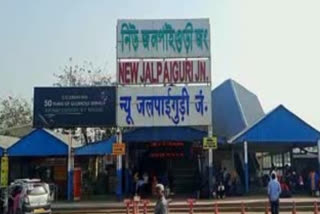 নিউ জলপাইগুড়ি জং
NEW JALPAIGURI JN.
न्यू जलपाईगुड़ी जं.
CELEBRATING
50 YEARS OF GLORIOUS SERVICE